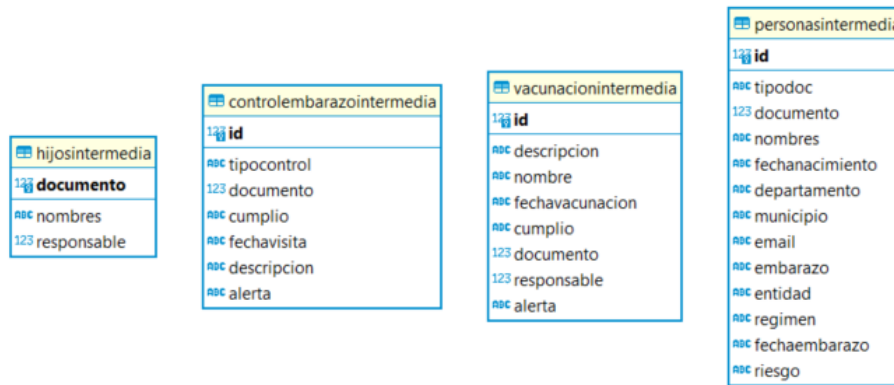 hijosintermedia
documento
nombres
responsable
controlembarazointermedia
id
tipocontrol
documento
cumplio
fechavisita
descripcion
alerta
vacunacionintermedia
id
descripcion
nombre
fechavacunacion
cumplio
documento
responsable
alerta
personasintermedia
id
tipodoc
documento
nombres
fechanacimiento
departamento
municipio
email
embarazo
entidad
regimen
fechaembarazo
riesgo